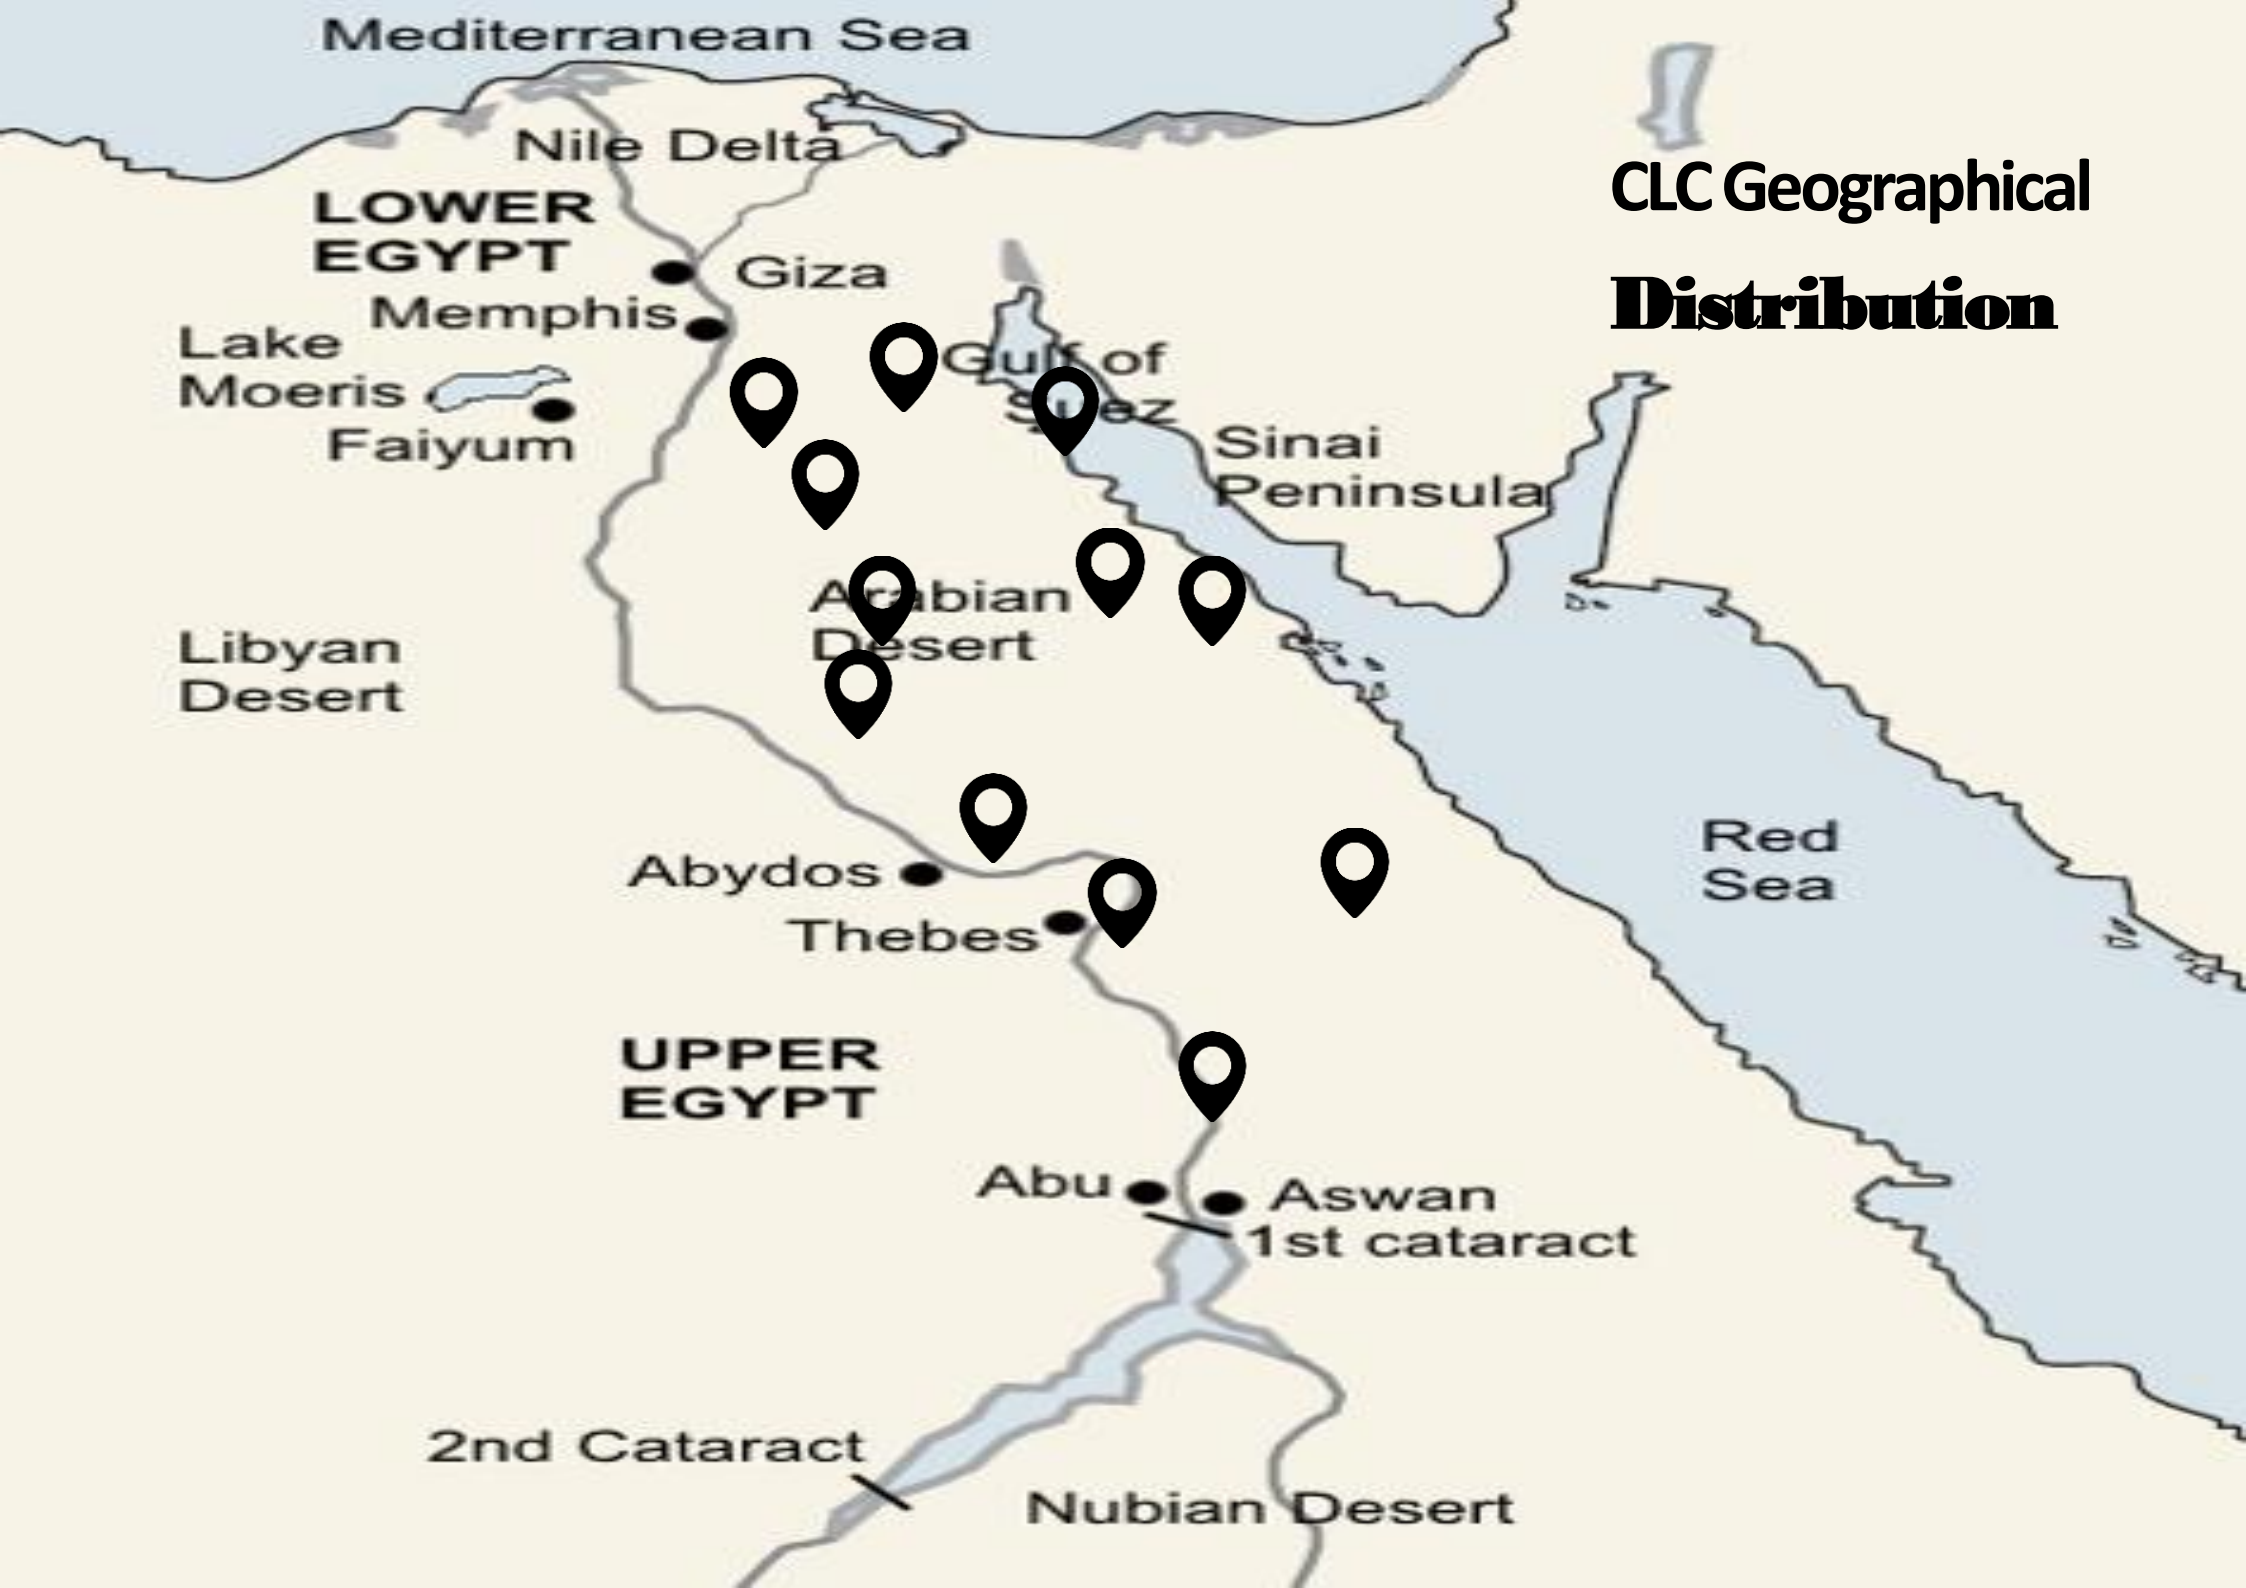 Mediterranean Sea
Nile Delta
CLC Geographical
Distribution
LOWER
EGYPT
Giza
Memphis
Lake
Moeris
Faiyum
Gulf of
Suez
Sinai
Peninsula
Arabian
Desert
Libyan
Desert
Red
Sea
Abydos
Thebes
UPPER
EGYPT
Abu
Aswan
1st cataract
2nd Cataract
Nubian Desert